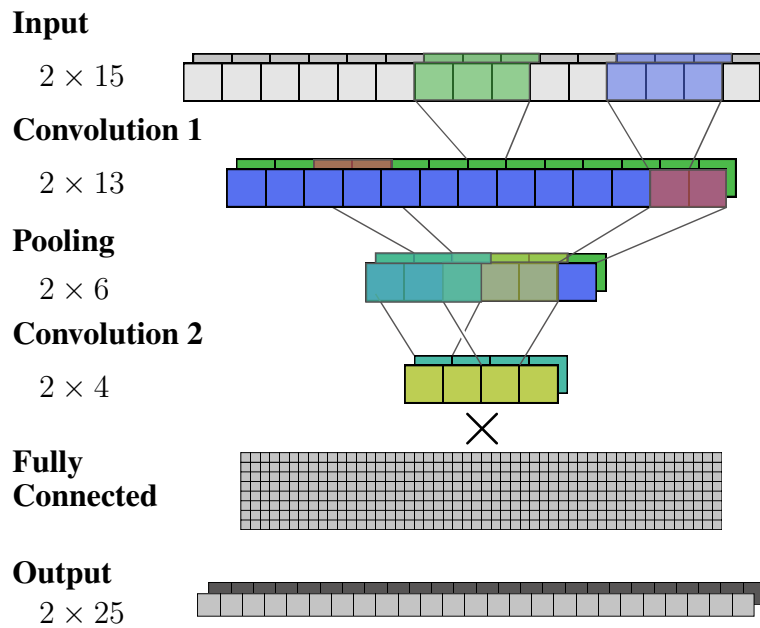 Input
2 × 15
Convolution 1
2 × 13
Pooling
2 × 6
Convolution 2
2 × 4
Fully
Connected
Output
2 × 25